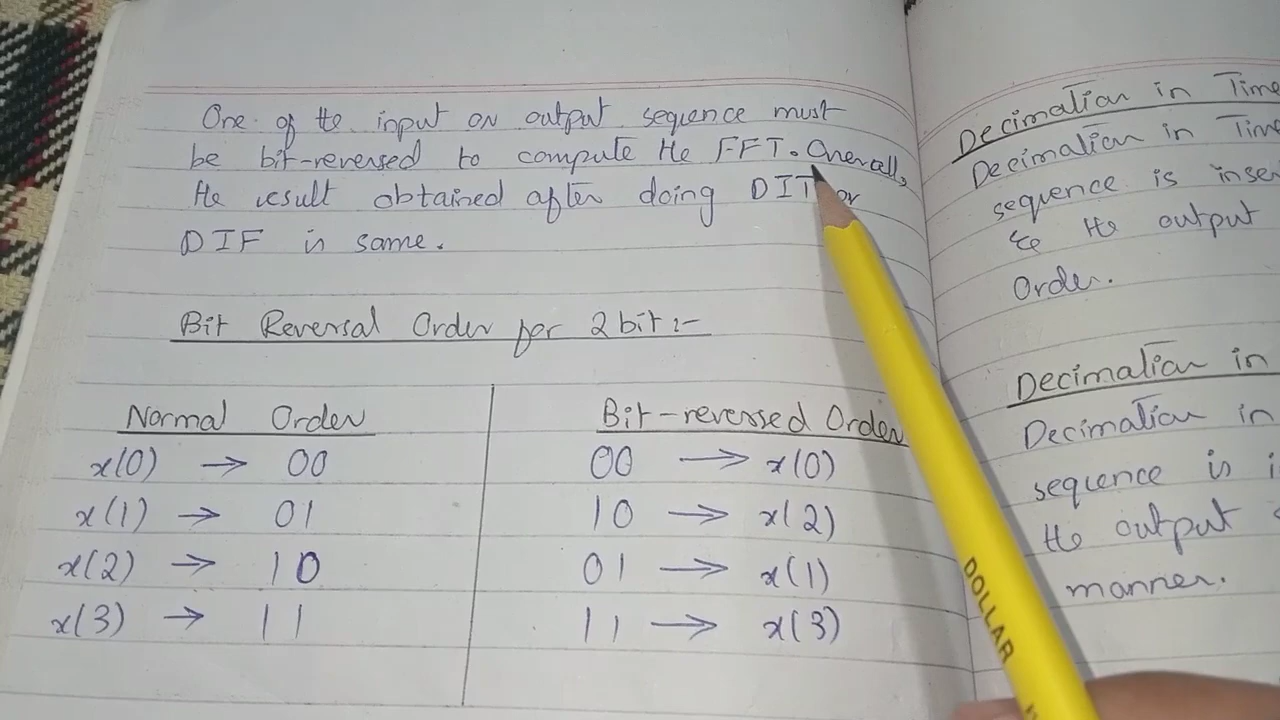 One of the input or output sequence must
be bit-reversed to compute the FFT. Overall,
the result obtained after doing DIT or
DIF is same.
Bit Reversal Order for 2 bit :-
Normal Order
x(0) → 00
x(1) → 01
x(2) → 10
x(3) → 11
Bit-reversed Order
00 → x(0)
10 → x(2)
01 → x(1)
11 → x(3)
Decimation in Time
Decimation in Time
sequence is
the output
Order.
Decimation in
Decimation in
sequence is
the output
manner.
DOLLAR